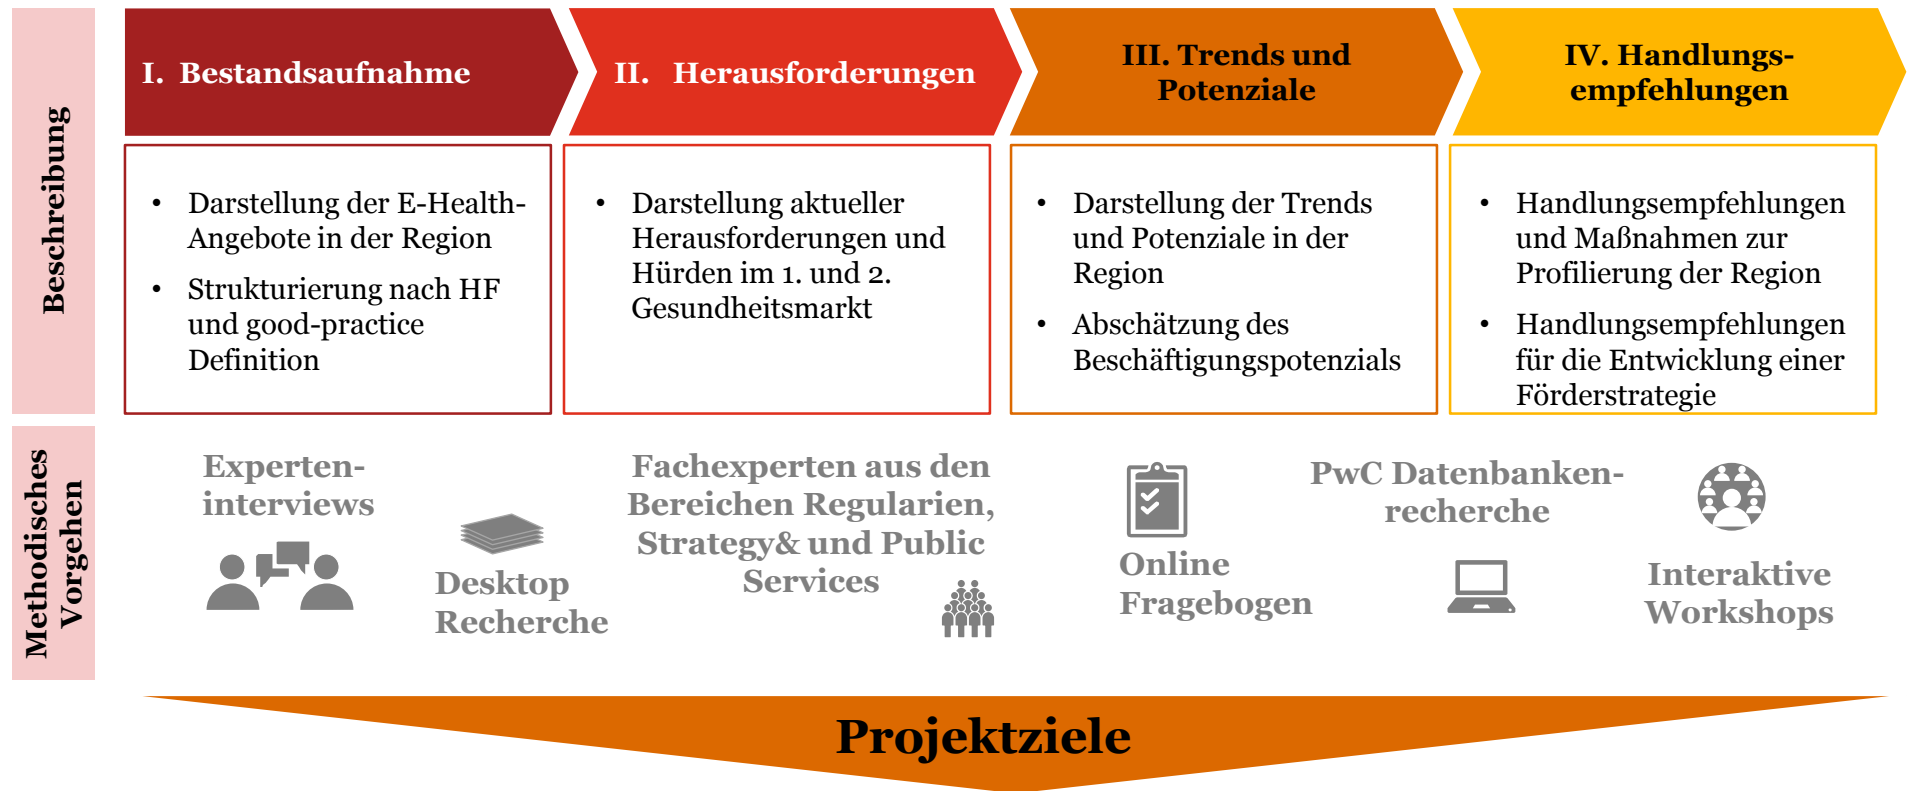 I. Bestandsaufnahme
II. Herausforderungen
III. Trends und
Potenziale
IV. Handlungs-
empfehlungen
Beschreibung
• Darstellung der E-Health-
Angebote in der Region
• Strukturierung nach HF
und good-practice
Definition
• Darstellung aktueller
Herausforderungen und
Hürden im 1. und 2.
Gesundheitsmarkt
• Darstellung der Trends
und Potenziale in der
Region
• Abschätzung des
Beschäftigungspotenzials
• Handlungsempfehlungen
und Maßnahmen zur
Profilierung der Region
• Handlungsempfehlungen
für die Entwicklung einer
Förderstrategie
Methodisches
Vorgehen
Experten-
interviews
Desktop
Recherche
Fachexperten aus den
Bereichen Regularien,
Strategy& und Public
Services
Online
Fragebogen
PwC Datenbanken-
recherche
Interaktive
Workshops
Projektziele